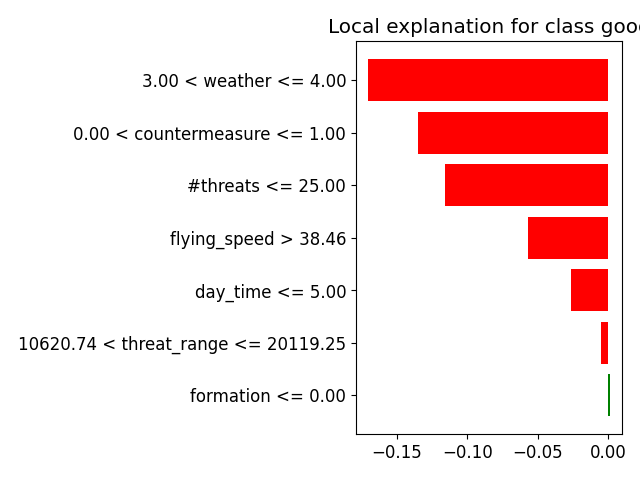 Local explanation for class good
3.00 < weather <= 4.00
0.00 < countermeasure <= 1.00
#threats <= 25.00
flying_speed > 38.46
day_time <= 5.00
10620.74 < threat_range <= 20119.25
formation <= 0.00
−0.15 −0.10 −0.05 0.00